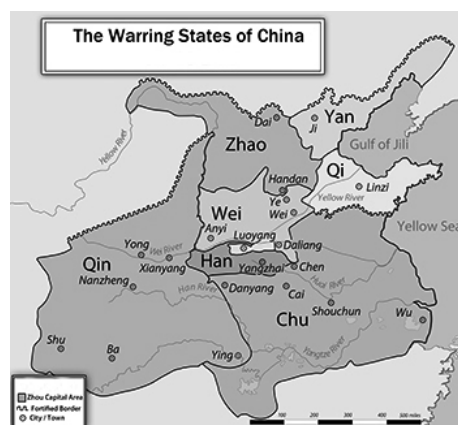 The Warring States of China
Dai
Yan
Ji
Zhao
Gulf of Jili
Yellow River
Qi
Linzi
Handan
Ye
Yellow River
Wei
Wei
Anyi
Luoyang
Daliang
Yellow Sea
Yong
Wei River
Han
Yangzhai
Chen
Qin
Xianyang
Nanzheng
Han River
Danyang
Cai
Huai River
Shouchun
Chu
Wu
Shu
Ba
Ying
Yangtze River
Zhou Capital Area
Fortified Border
City / Town
100 200 300 400 500 miles